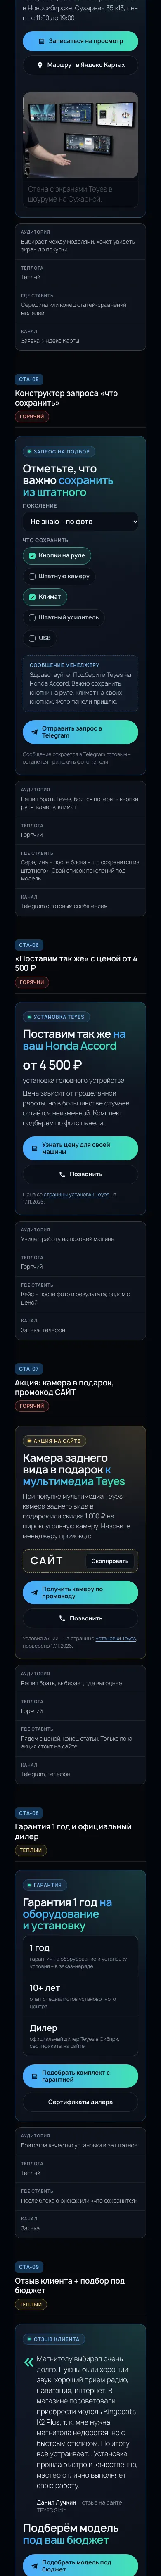 в Новосибирске. Сухарная 35 к13, пн–
пт с 11:00 до 19:00.
Записаться на просмотр
Маршрут в Яндекс Картах
Стена с экранами Teyes в
шоуруме на Сухарной.
АУДИТОРИЯ
Выбирает между моделями, хочет увидеть
экран до покупки
ТЕПЛОТА
Тёплый
ГДЕ СТАВИТЬ
Середина или конец статей-сравнений
моделей
КАНАЛ
Заявка, Яндекс Карты
CTA-05
Конструктор запроса «что
сохранить»
ГОРЯЧИЙ
ЗАПРОС НА ПОДБОР
Отметьте, что
важно сохранить
из штатного
ПОКОЛЕНИЕ
Не знаю – по фото
ЧТО СОХРАНИТЬ
Кнопки на руле
Штатную камеру
Климат
Штатный усилитель
USB
СООБЩЕНИЕ МЕНЕДЖЕРУ
Здравствуйте! Подберите Teyes на
Honda Accord. Важно сохранить:
кнопки на руле, климат на своих
кнопках. Фото панели пришлю.
Отправить запрос в
Telegram
Сообщение откроется в Telegram готовым –
останется приложить фото панели.
АУДИТОРИЯ
Решил брать Teyes, боится потерять кнопки
руля, камеру, климат
ТЕПЛОТА
Горячий
ГДЕ СТАВИТЬ
Середина – после блока «что сохранится из
штатного». Свой список поколений под
модель
КАНАЛ
Telegram с готовым сообщением
CTA-06
«Поставим так же» с ценой от 4
500 ₽
ГОРЯЧИЙ
УСТАНОВКА TEYES
Поставим так же на
ваш Honda Accord
от 4 500 ₽
установка головного устройства
Цена зависит от проделанной
работы, но в большинстве случаев
остаётся неизменной. Комплект
подберём по фото панели.
Узнать цену для своей
машины
Позвонить
Цена со страницы установки Teyes на
17.11.2026.
АУДИТОРИЯ
Увидел работу на похожей машине
ТЕПЛОТА
Горячий
ГДЕ СТАВИТЬ
Кейс – после фото и результата, рядом с
ценой
КАНАЛ
Заявка, телефон
CTA-07
Акция: камера в подарок,
промокод САЙТ
ГОРЯЧИЙ
АКЦИЯ НА САЙТЕ
Камера заднего
вида в подарок к
мультимедиа Teyes
При покупке мультимедиа Teyes –
камера заднего вида в
подарок или скидка 1 000 ₽ на
широкоугольную камеру. Назовите
менеджеру промокод:
САЙТ
Скопировать
Получить камеру по
промокоду
Позвонить
Условия акции – на странице установки Teyes,
проверено 17.11.2026.
АУДИТОРИЯ
Решил брать, выбирает, где выгоднее
ТЕПЛОТА
Горячий
ГДЕ СТАВИТЬ
Рядом с ценой, конец статьи. Только пока
акция стоит на сайте
КАНАЛ
Telegram, телефон
CTA-08
Гарантия 1 год и официальный
дилер
ТЁПЛЫЙ
ГАРАНТИЯ
Гарантия 1 год на
оборудование
и установку
1 год
гарантия на оборудование и установку,
условия – в заказ-наряде
10+ лет
опыт специалистов установочного
центра
Дилер
официальный дилер Teyes в Сибири,
сертификаты на сайте
Подобрать комплект с
гарантией
Сертификаты дилера
АУДИТОРИЯ
Боится за качество установки и за штатное
ТЕПЛОТА
Тёплый
ГДЕ СТАВИТЬ
После блока о рисках или «что сохранится»
КАНАЛ
Заявка
CTA-09
Отзыв клиента + подбор под
бюджет
ТЁПЛЫЙ
ОТЗЫВ КЛИЕНТА
«
Магнитолу выбирал очень
долго. Нужны были хороший
звук, хороший приём радио,
навигация, интернет. В
магазине посоветовали
приобрести модель Kingbeats
K2 Plus, т. к. мне нужна
магнитола недорогая, но с
быстрым откликом. По итогу
всё устраивает… Установка
прошла быстро и качественно,
мастер отлично выполняет
свою работу.
Данил Лучкин · отзыв на сайте
TEYES Sibir
Подберём модель
под ваш бюджет
Подобрать модель под
бюджет